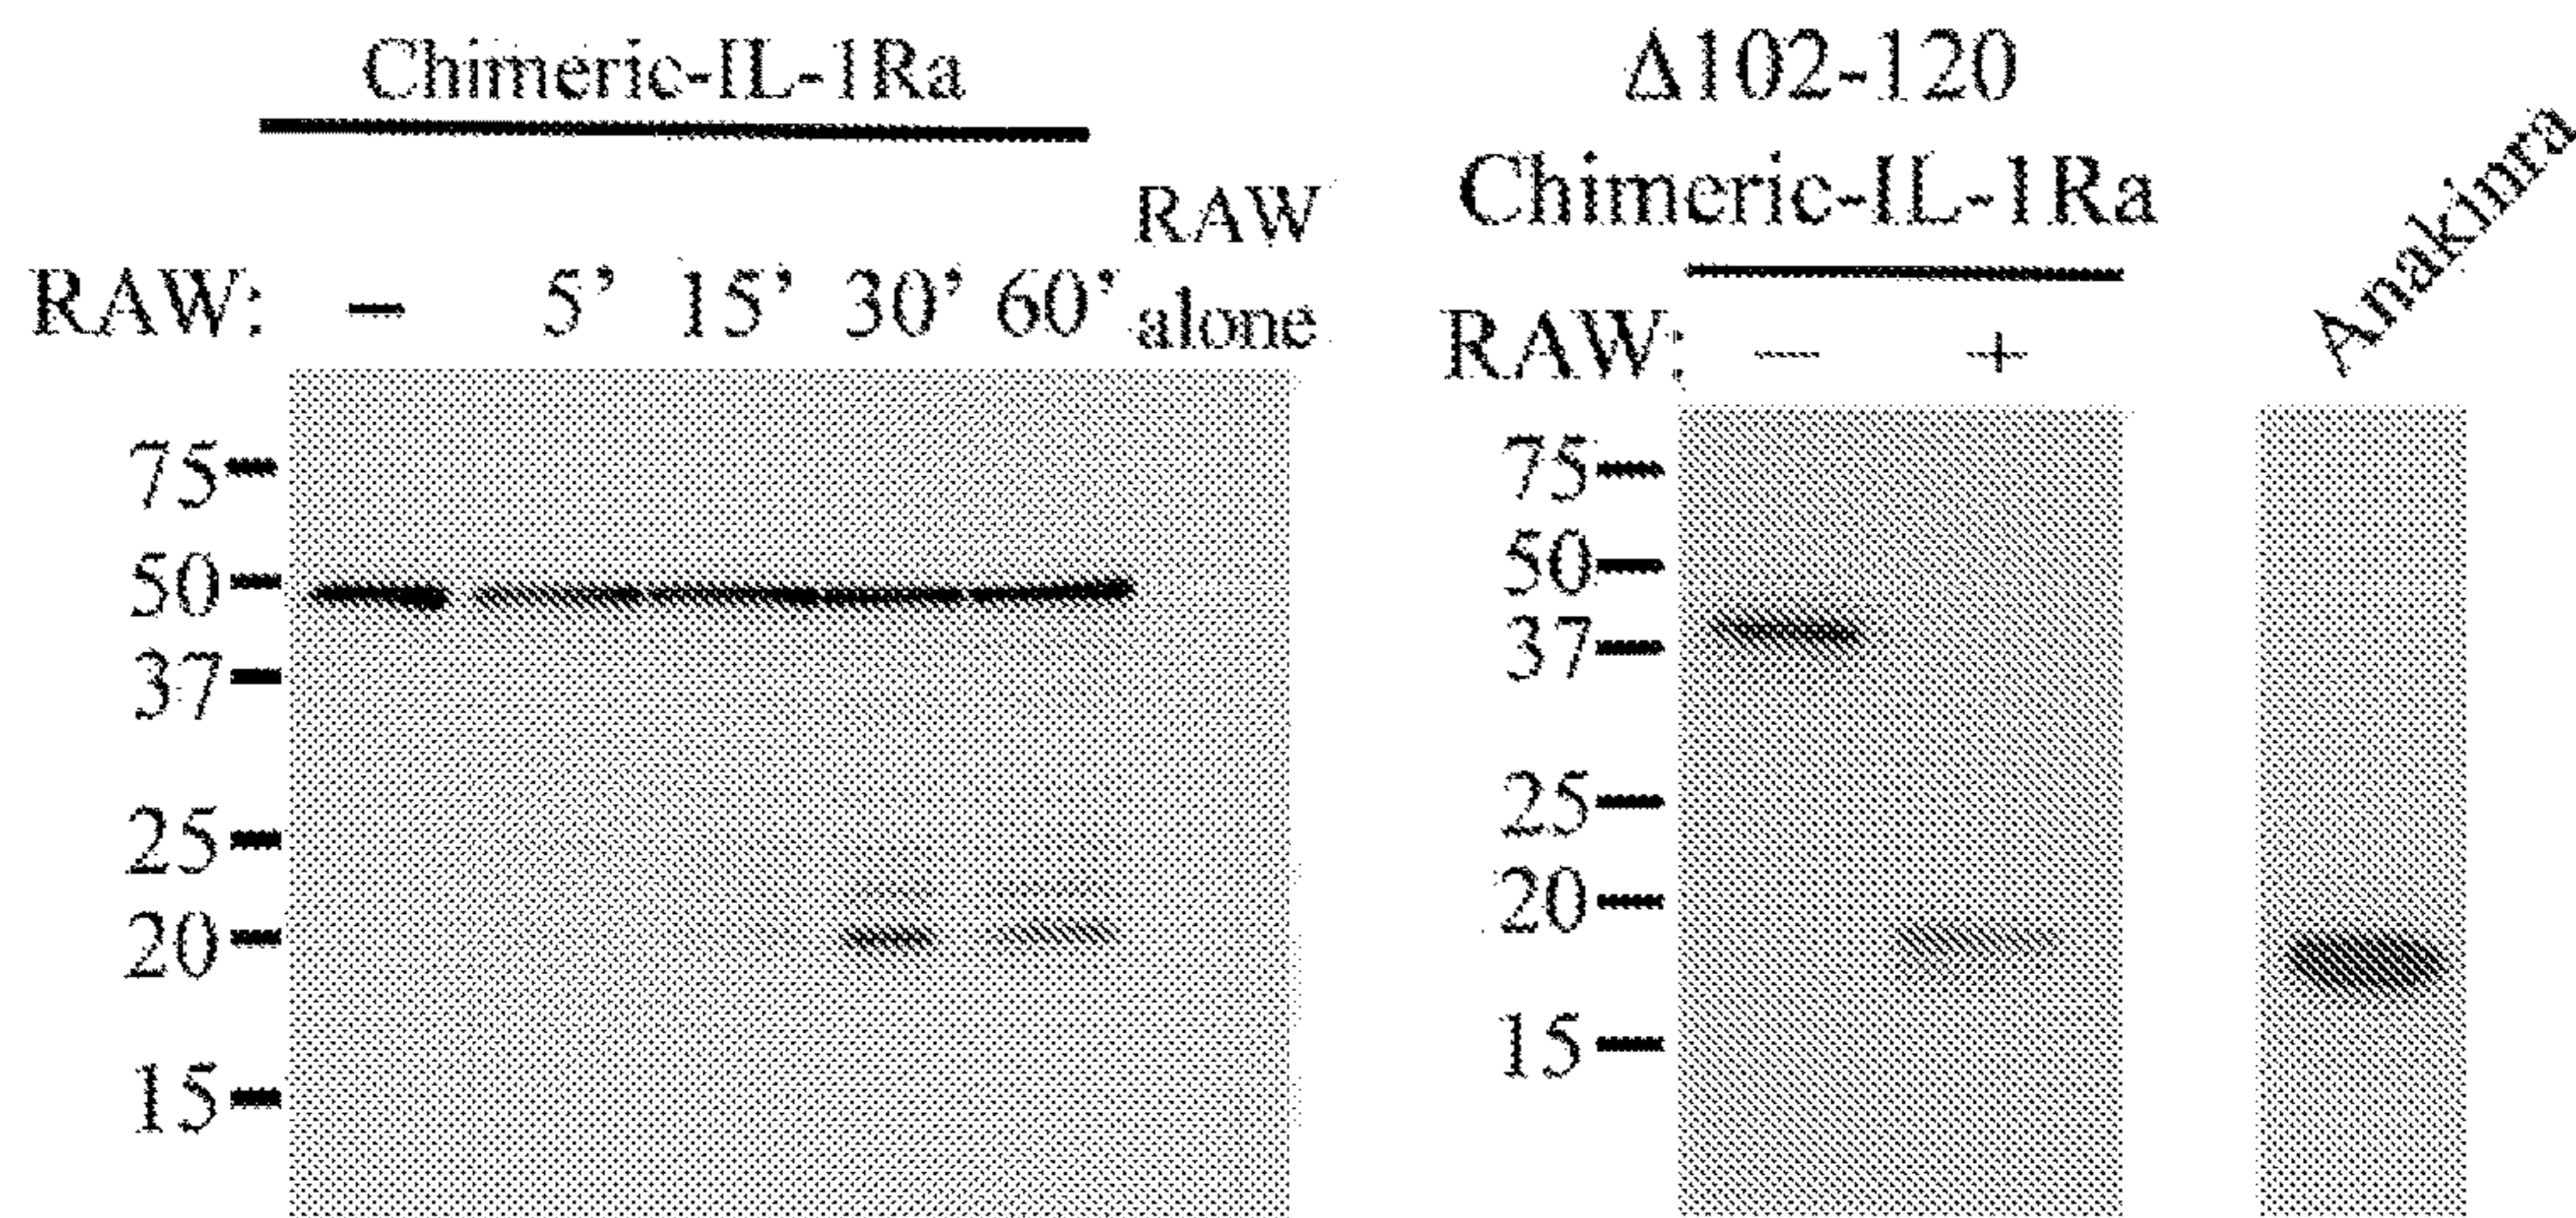 Chimeric-IL-1Ra
RAW: – 5’ 15’ 30’ 60’ RAW alone
75
50
37
25
20
15
Δ102-120
Chimeric-IL-1Ra
RAW: – +
75
50
37
25
20
15
Anakinra